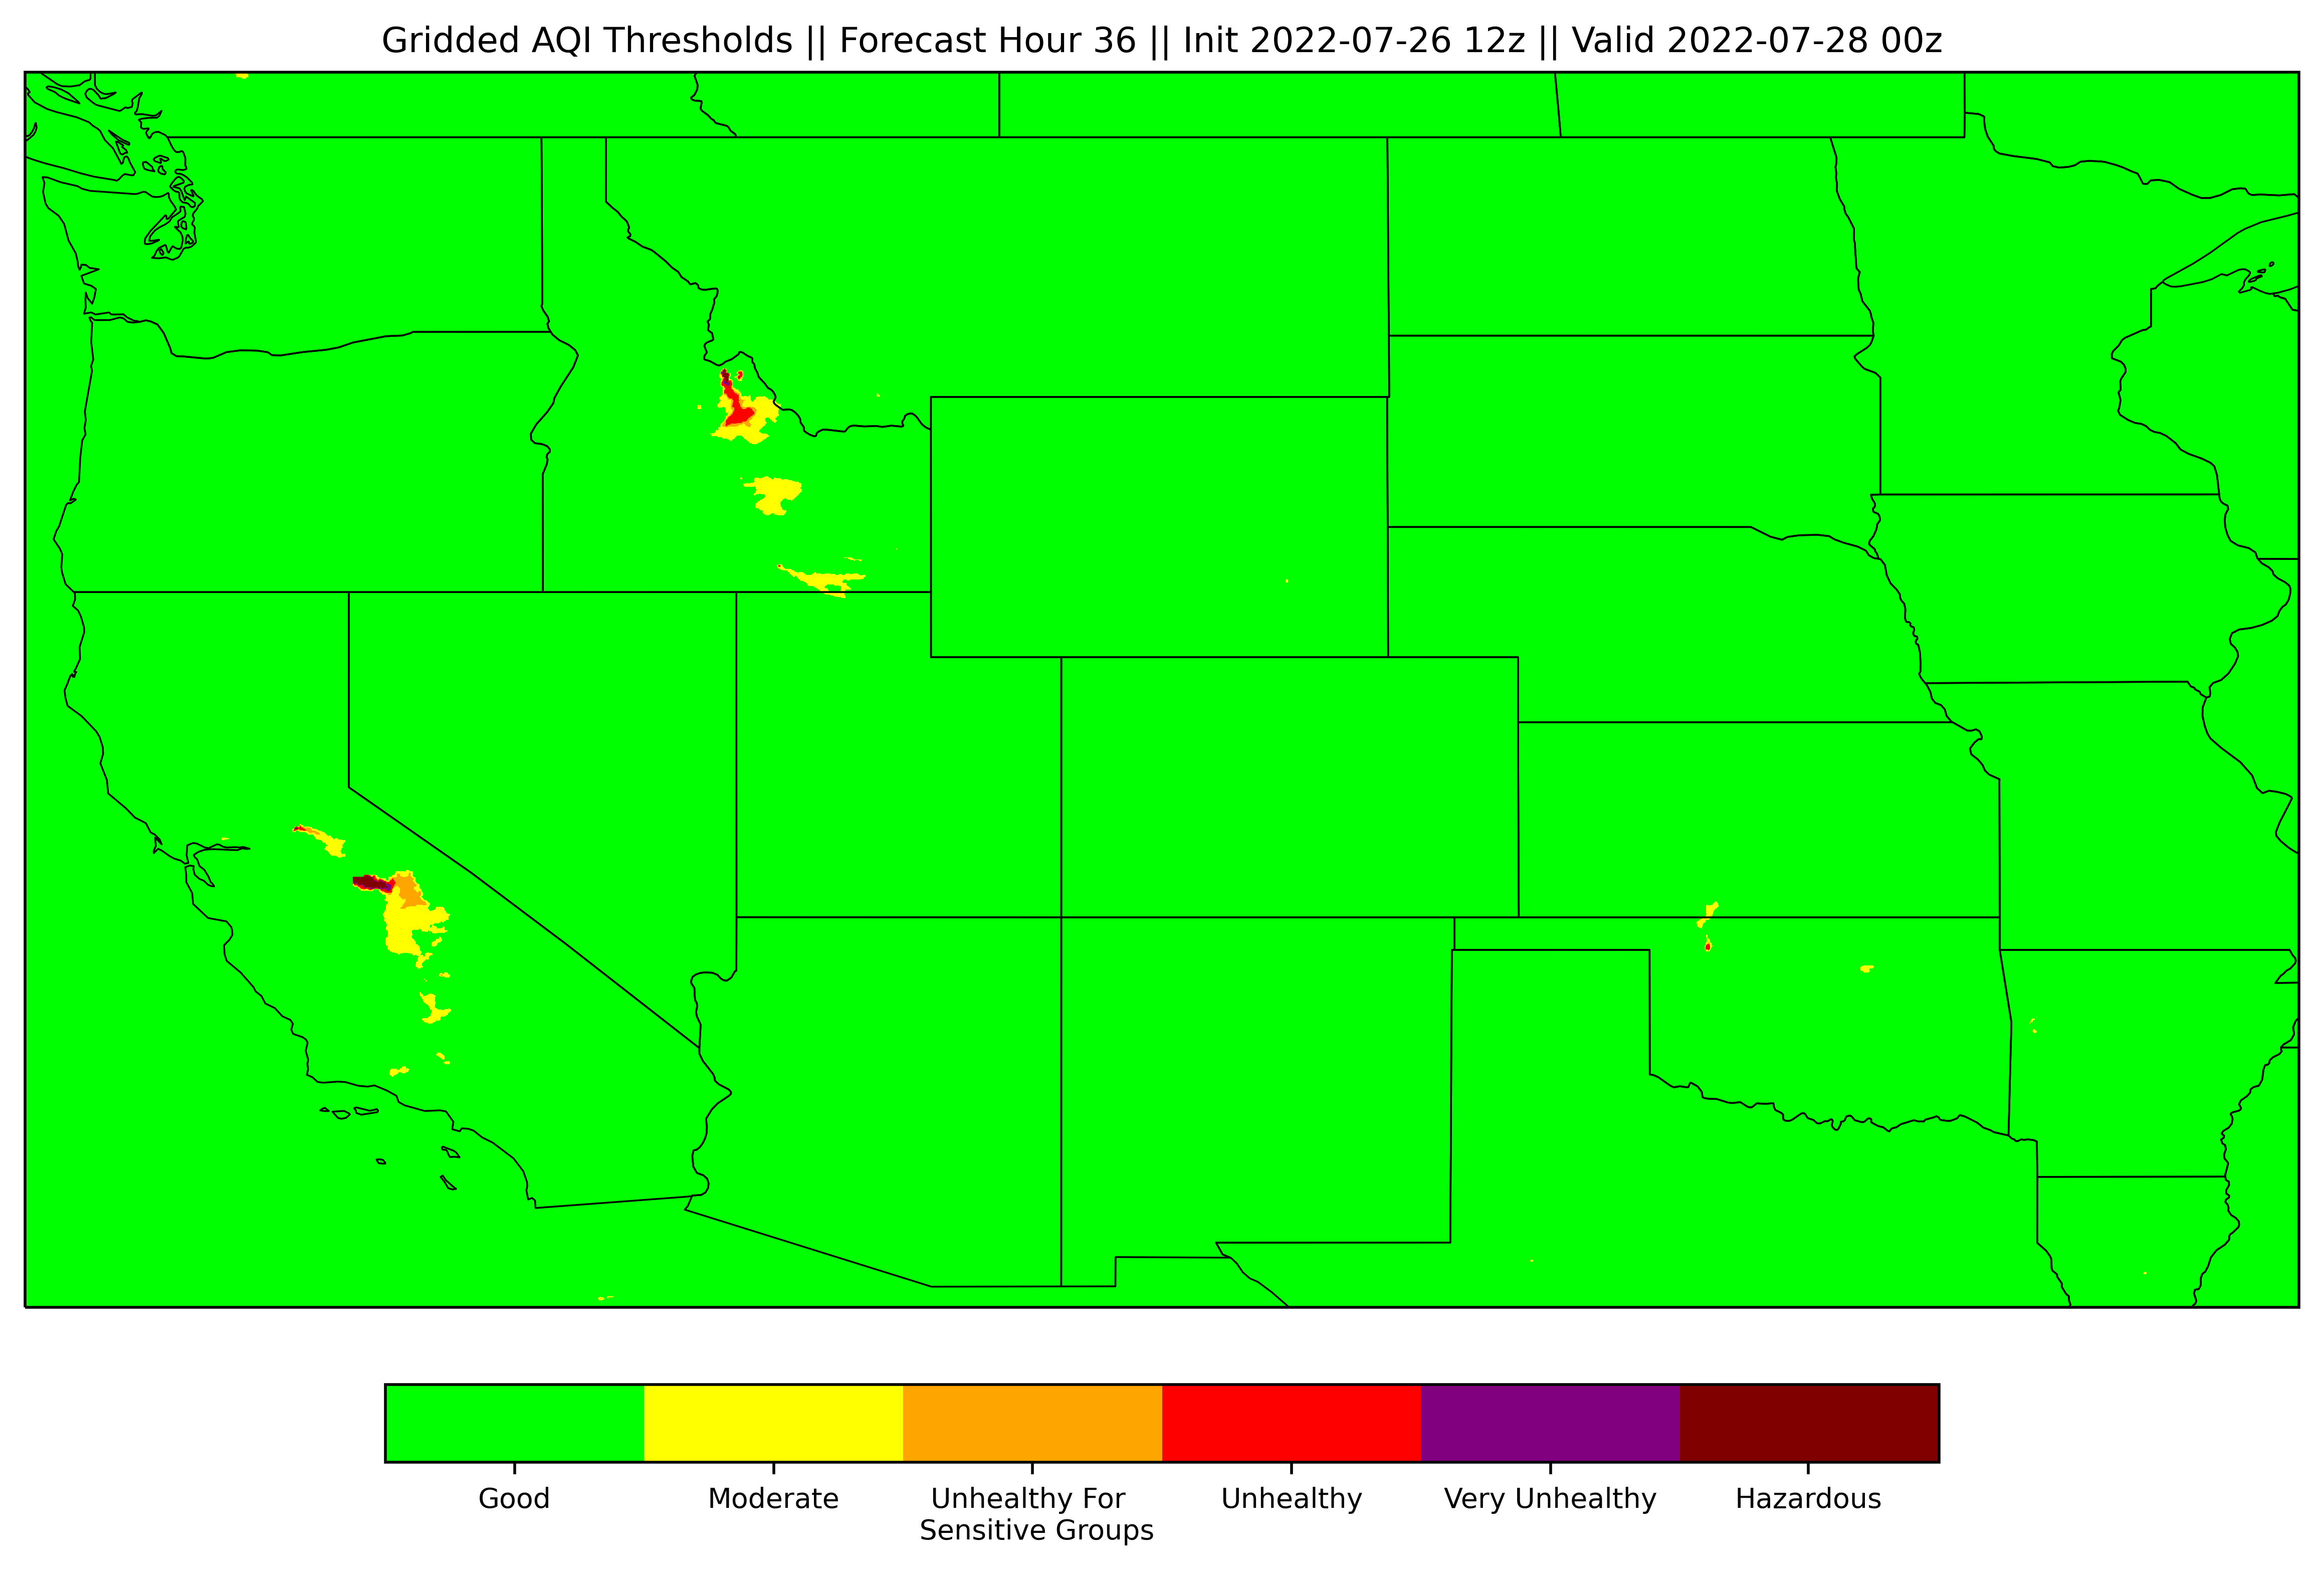 Gridded AQI Thresholds || Forecast Hour 36 || Init 2022-07-26 12z || Valid 2022-07-28 00z
Good
Moderate
Unhealthy For
Sensitive Groups
Unhealthy
Very Unhealthy
Hazardous